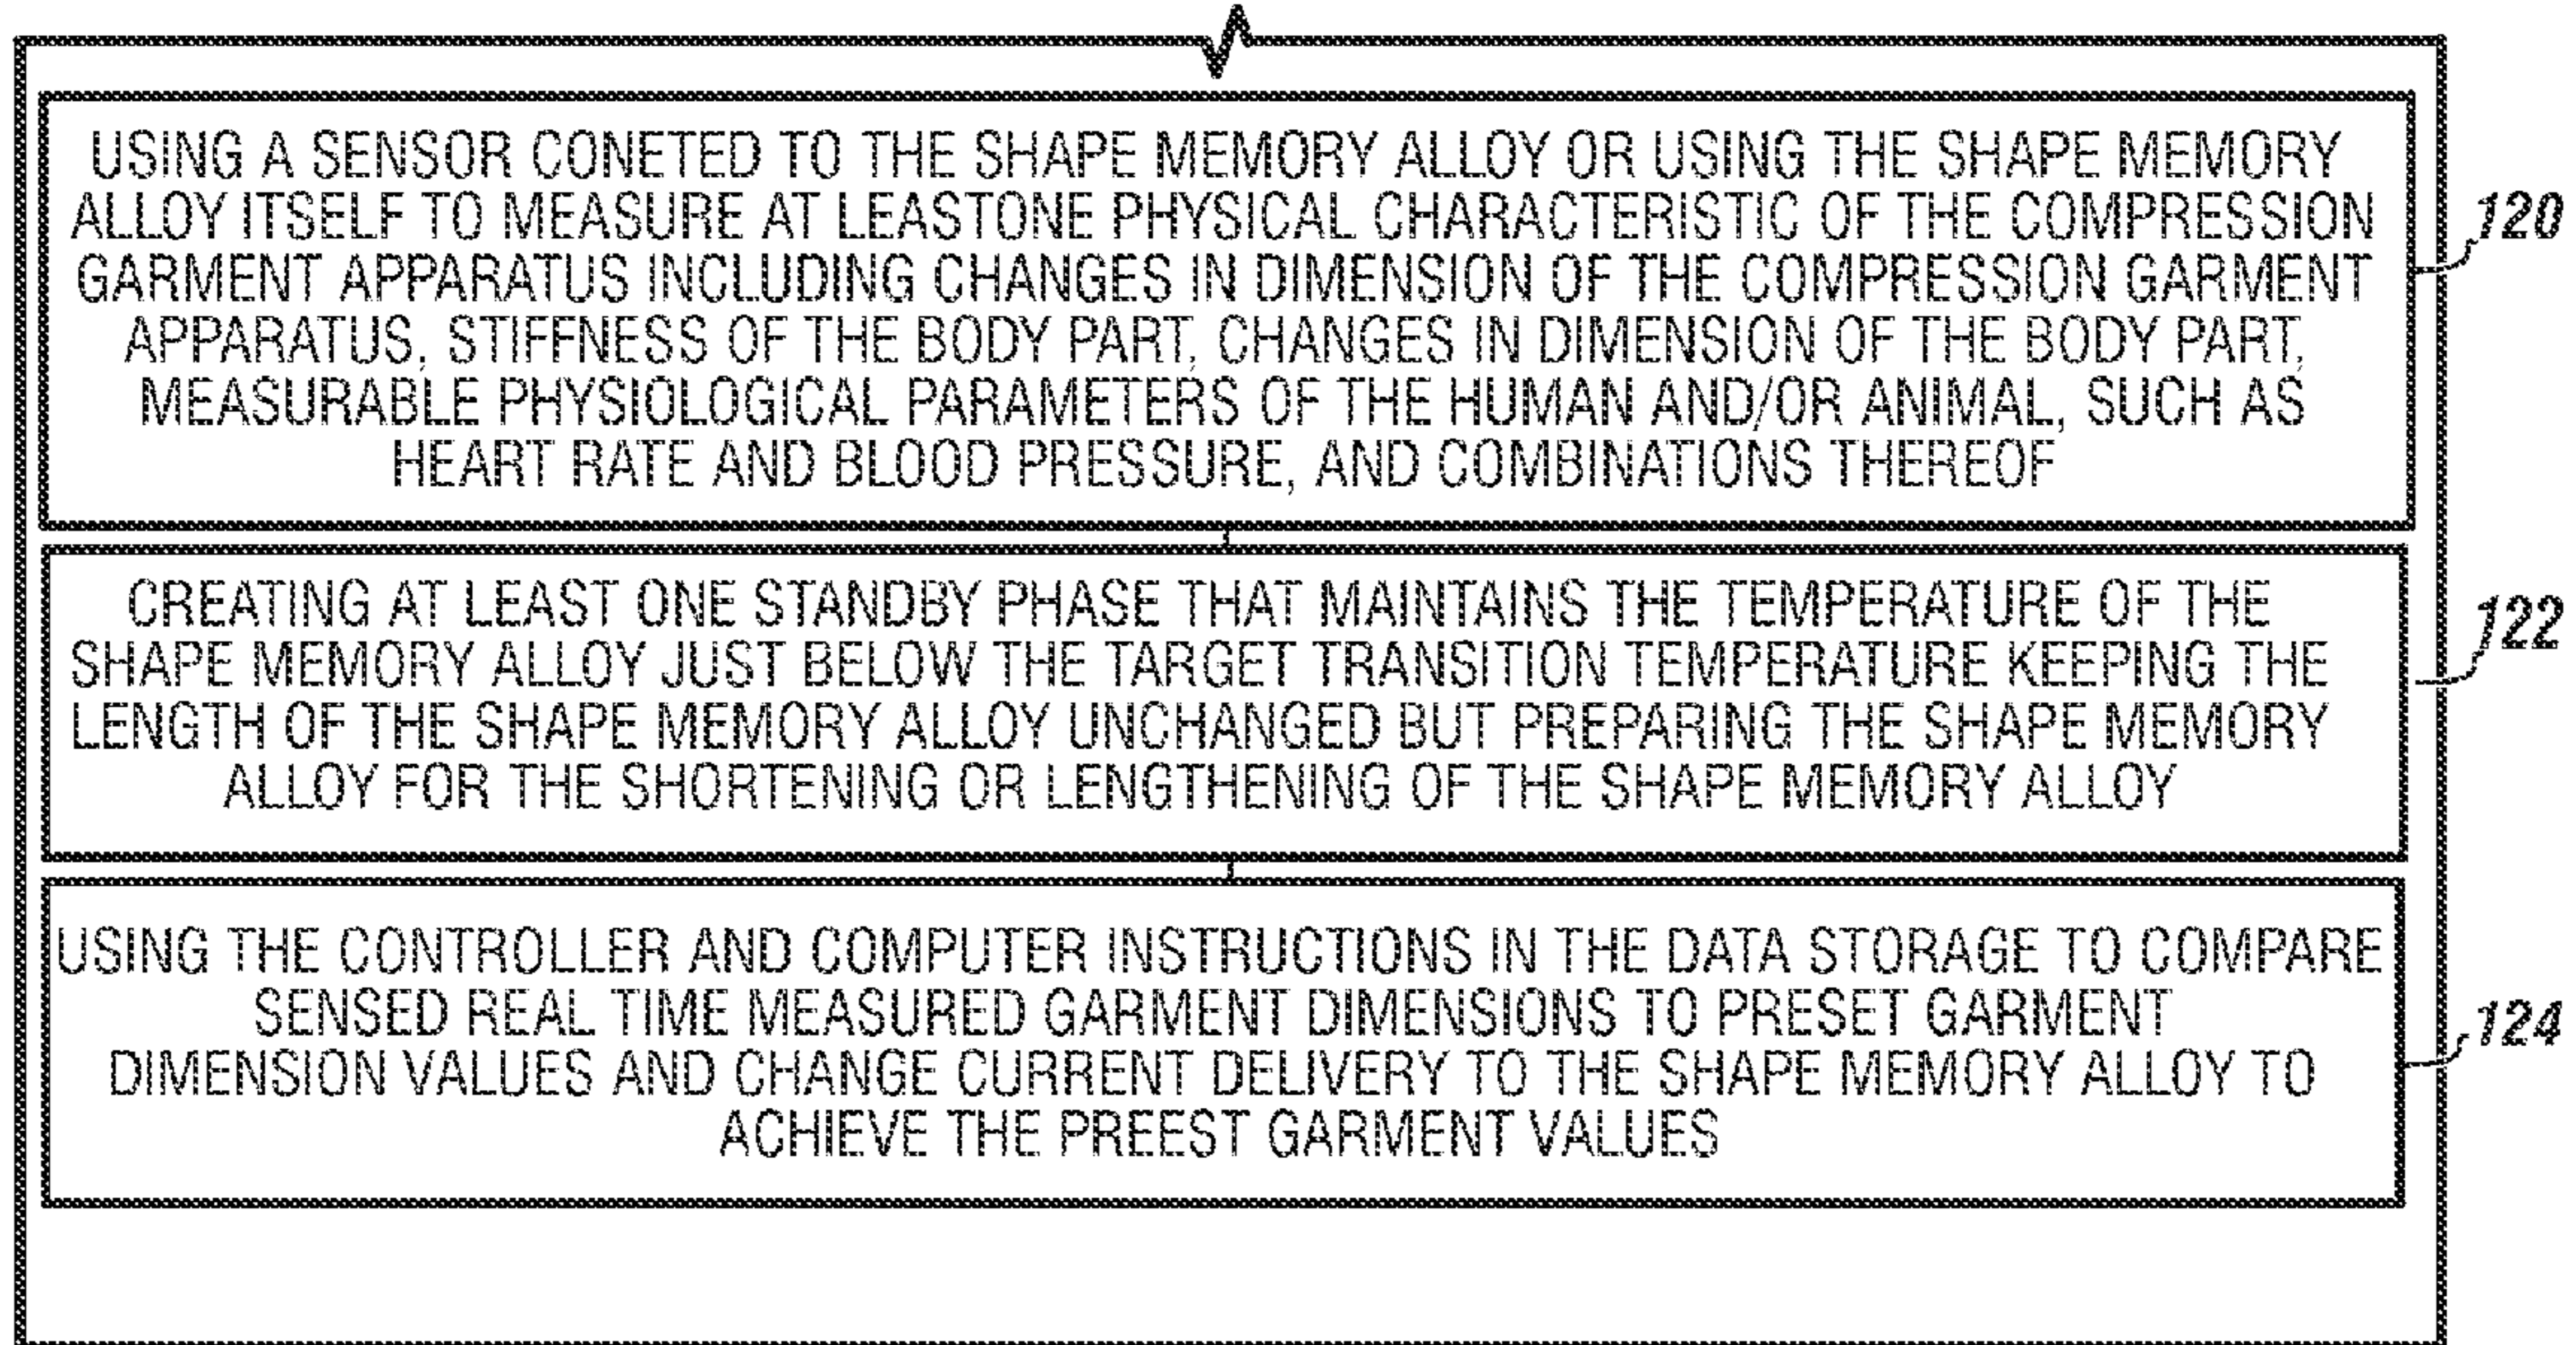 USING A SENSOR CONETED TO THE SHAPE MEMORY ALLOY OR USING THE SHAPE MEMORY
ALLOY ITSELF TO MEASURE AT LEASTONE PHYSICAL CHARACTERISTIC OF THE COMPRESSION
GARMENT APPARATUS INCLUDING CHANGES IN DIMENSION OF THE COMPRESSION GARMENT
APPARATUS, STIFFNESS OF THE BODY PART, CHANGES IN DIMENSION OF THE BODY PART,
MEASURABLE PHYSIOLOGICAL PARAMETERS OF THE HUMAN AND/OR ANIMAL, SUCH AS
HEART RATE AND BLOOD PRESSURE, AND COMBINATIONS THEREOF
120
CREATING AT LEAST ONE STANDBY PHASE THAT MAINTAINS THE TEMPERATURE OF THE
SHAPE MEMORY ALLOY JUST BELOW THE TARGET TRANSITION TEMPERATURE KEEPING THE
LENGTH OF THE SHAPE MEMORY ALLOY UNCHANGED BUT PREPARING THE SHAPE MEMORY
ALLOY FOR THE SHORTENING OR LENGTHENING OF THE SHAPE MEMORY ALLOY
122
USING THE CONTROLLER AND COMPUTER INSTRUCTIONS IN THE DATA STORAGE TO COMPARE
SENSED REAL TIME MEASURED GARMENT DIMENSIONS TO PRESET GARMENT
DIMENSION VALUES AND CHANGE CURRENT DELIVERY TO THE SHAPE MEMORY ALLOY TO
ACHIEVE THE PREEST GARMENT VALUES
124